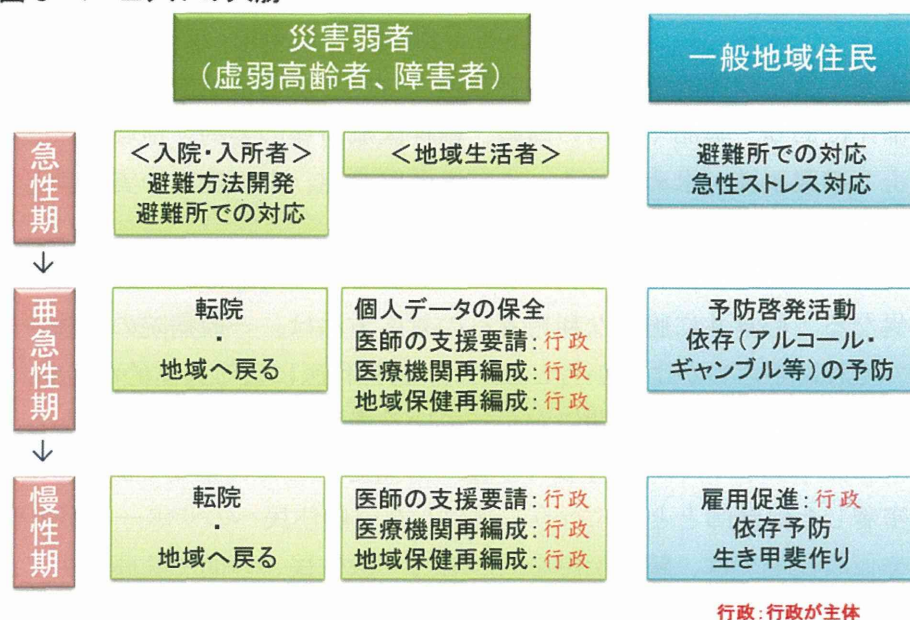 災害弱者
（虚弱高齢者、障害者）
一般地域住民
急性期
＜入院・入所者＞
避難方法開発
避難所での対応
＜地域生活者＞
避難所での対応
急性ストレス対応
↓
亜急性期
転院
・
地域へ戻る
個人データの保全
医師の支援要請：行政
医療機関再編成：行政
地域保健再編成：行政
予防啓発活動
依存（アルコール・
ギャンブル等）の予防
↓
慢性期
転院
・
地域へ戻る
医師の支援要請：行政
医療機関再編成：行政
地域保健再編成：行政
雇用促進：行政
依存予防
生き甲斐作り
行政：行政が主体